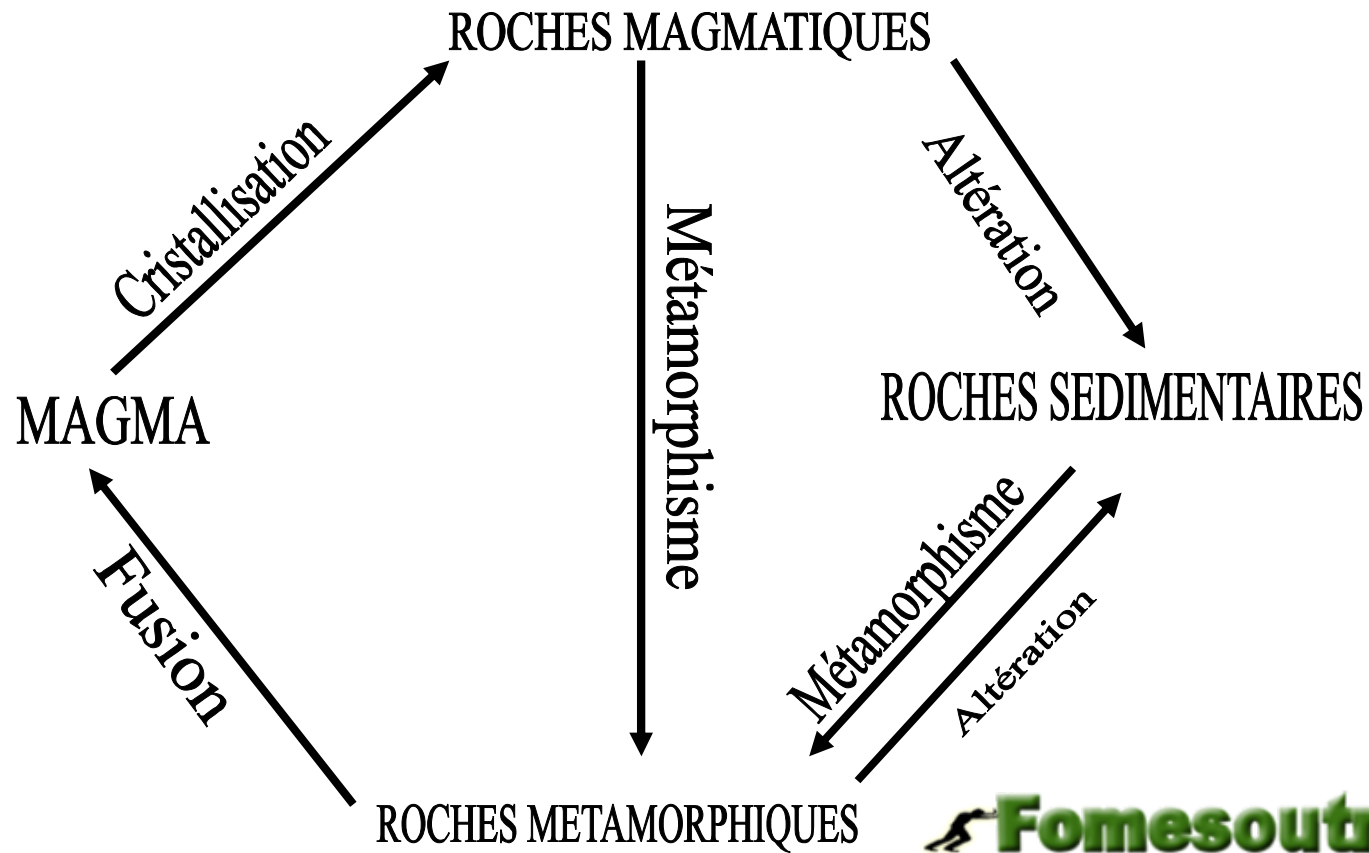 ROCHES MAGMATIQUES
Cristallisation
Altération
Métamorphisme
ROCHES SEDIMENTAIRES
MAGMA
Métamorphisme
Fusion
Altération
ROCHES METAMORPHIQUES
Fomesout